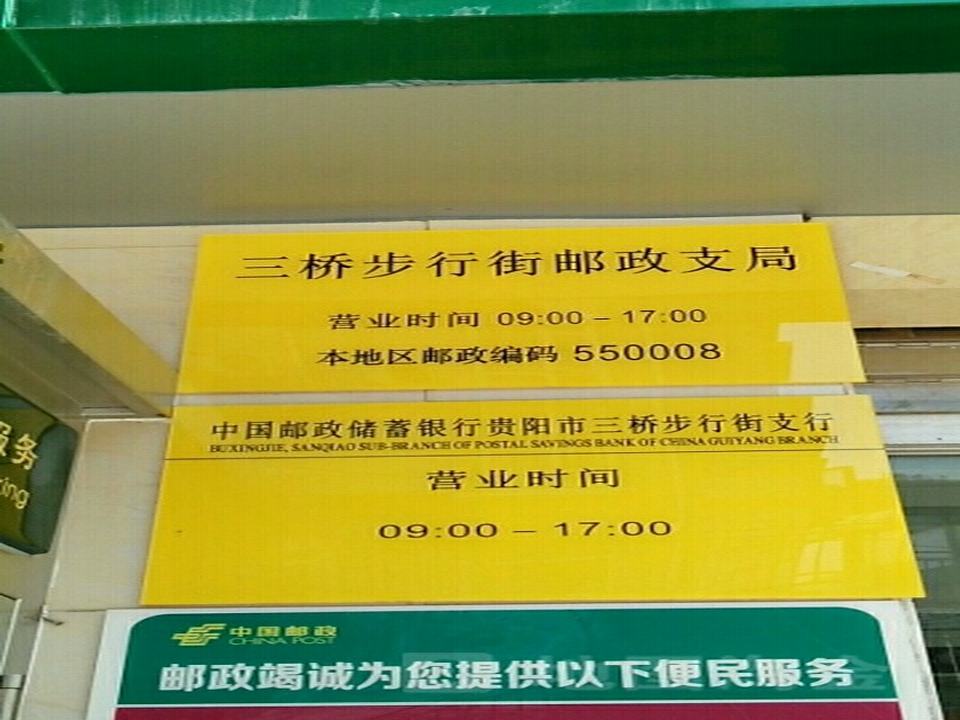 三桥步行街邮政支局
营业时间 09:00 – 17:00
本地区邮政编码 550008
中国邮政储蓄银行贵阳市三桥步行街支行
BUXINGJIE, SANQIAO SUB-BRANCH OF POSTAL SAVINGS BANK OF CHINA GUIYANG BRANCH
营业时间
09:00 – 17:00
服务
ring
中国邮政
CHINA POST
邮政竭诚为您提供以下便民服务